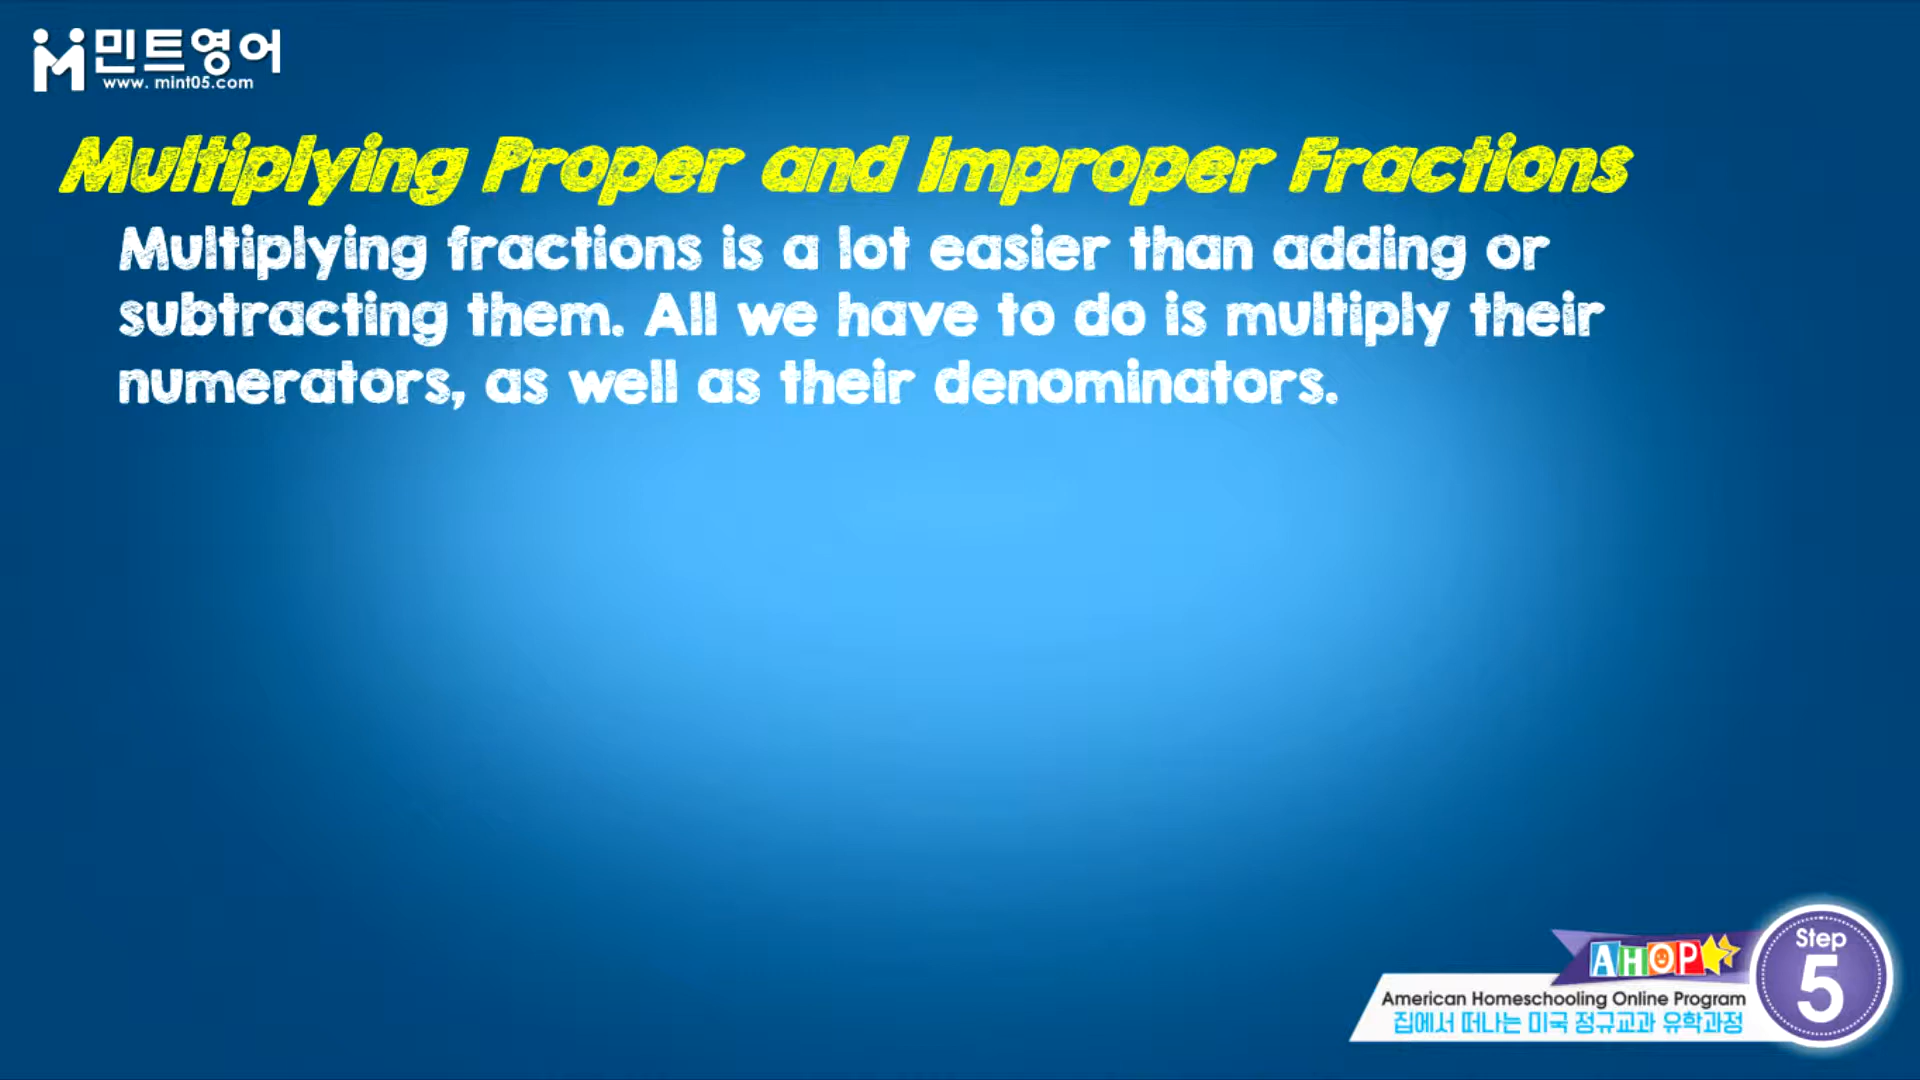 민트영어
www. mint05.com
Multiplying Proper and Improper Fractions
Multiplying fractions is a lot easier than adding or
subtracting them. All we have to do is multiply their
numerators, as well as their denominators.
AHOP
Step
5
American Homeschooling Online Program
집에서 떠나는 미국 정규교과 유학과정